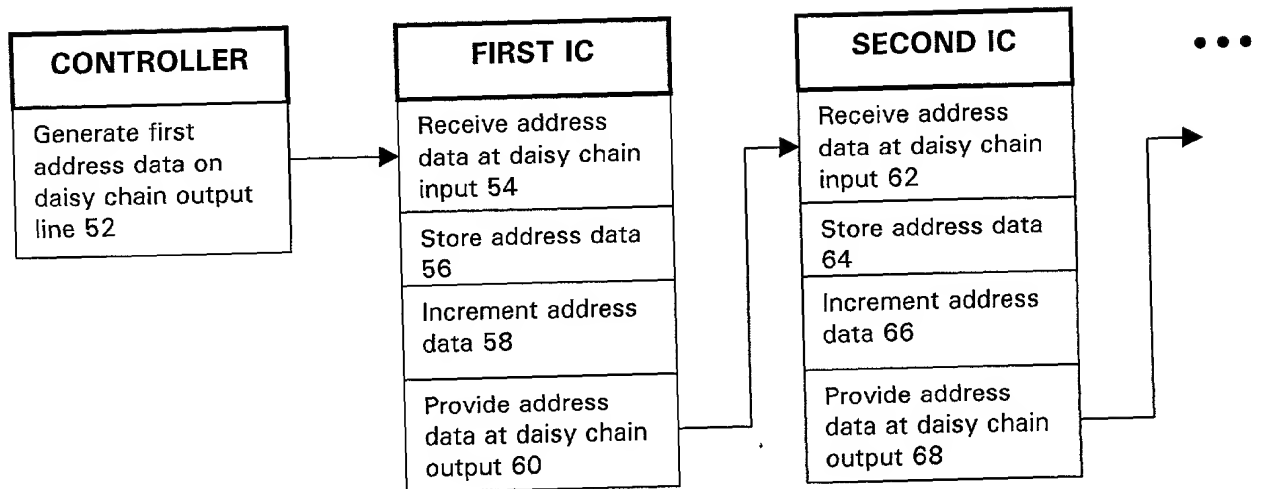 CONTROLLER
Generate first
address data on
daisy chain output
line 52
FIRST IC
Receive address
data at daisy chain
input 54
Store address data
56
Increment address
data 58
Provide address
data at daisy chain
output 60
SECOND IC
Receive address
data at daisy chain
input 62
Store address data
64
Increment address
data 66
Provide address
data at daisy chain
output 68
•••